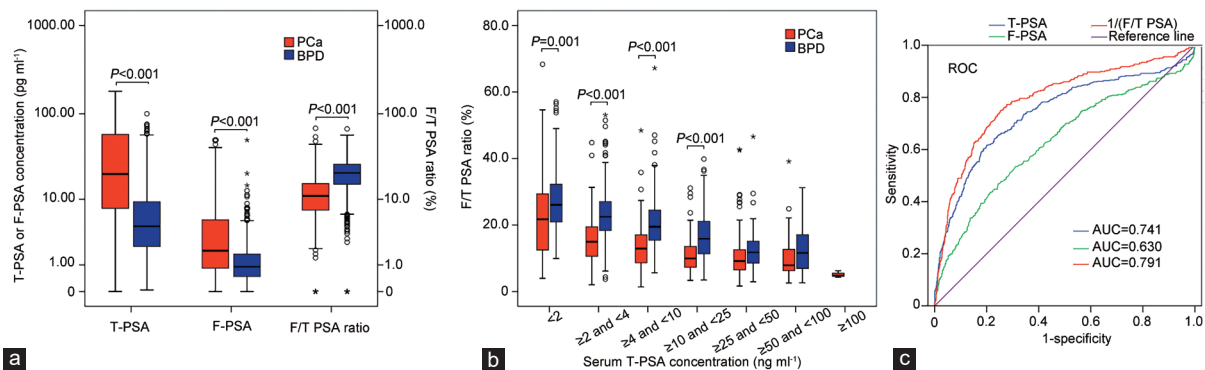 1000.00
100.00
10.00
1.00
0
T-PSA or F-PSA concentration (pg ml-1)
PCa
BPD
P<0.001
P<0.001
P<0.001
1000.0
100.0
10.0
1.0
0
F/T PSA ratio (%)
T-PSA
F-PSA
F/T PSA ratio
a
80.0
60.0
40.0
20.0
0
F/T PSA ratio (%)
P=0.001
P<0.001
P<0.001
P<0.001
PCa
BPD
≥2
≥2 and <4
≥4 and <10
≥10 and <25
≥25 and <50
≥50 and <100
≥100
Serum T-PSA concentration (ng ml-1)
b
T-PSA
1/(F/T PSA)
F-PSA
Reference line
ROC
1.0
0.8
0.6
0.4
0.2
0
Sensitivity
AUC=0.741
AUC=0.630
AUC=0.791
0
0.2
0.4
0.6
0.8
1.0
1-specificity
c